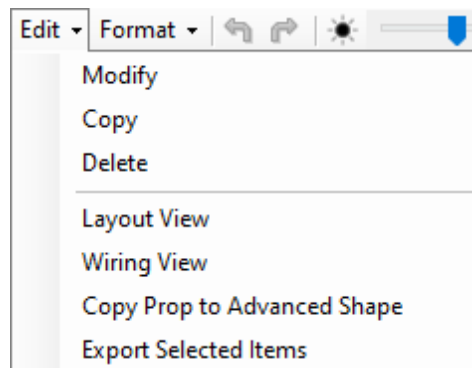 Edit Format
Modify
Copy
Delete
Layout View
Wiring View
Copy Prop to Advanced Shape
Export Selected Items